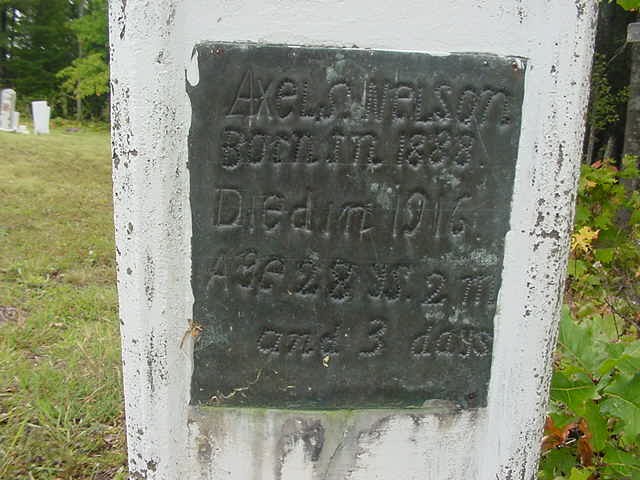 Axel S. Nelson.
Born in 1888.
Died in 1916.
Age 28 ys. 2 m
and 3 days